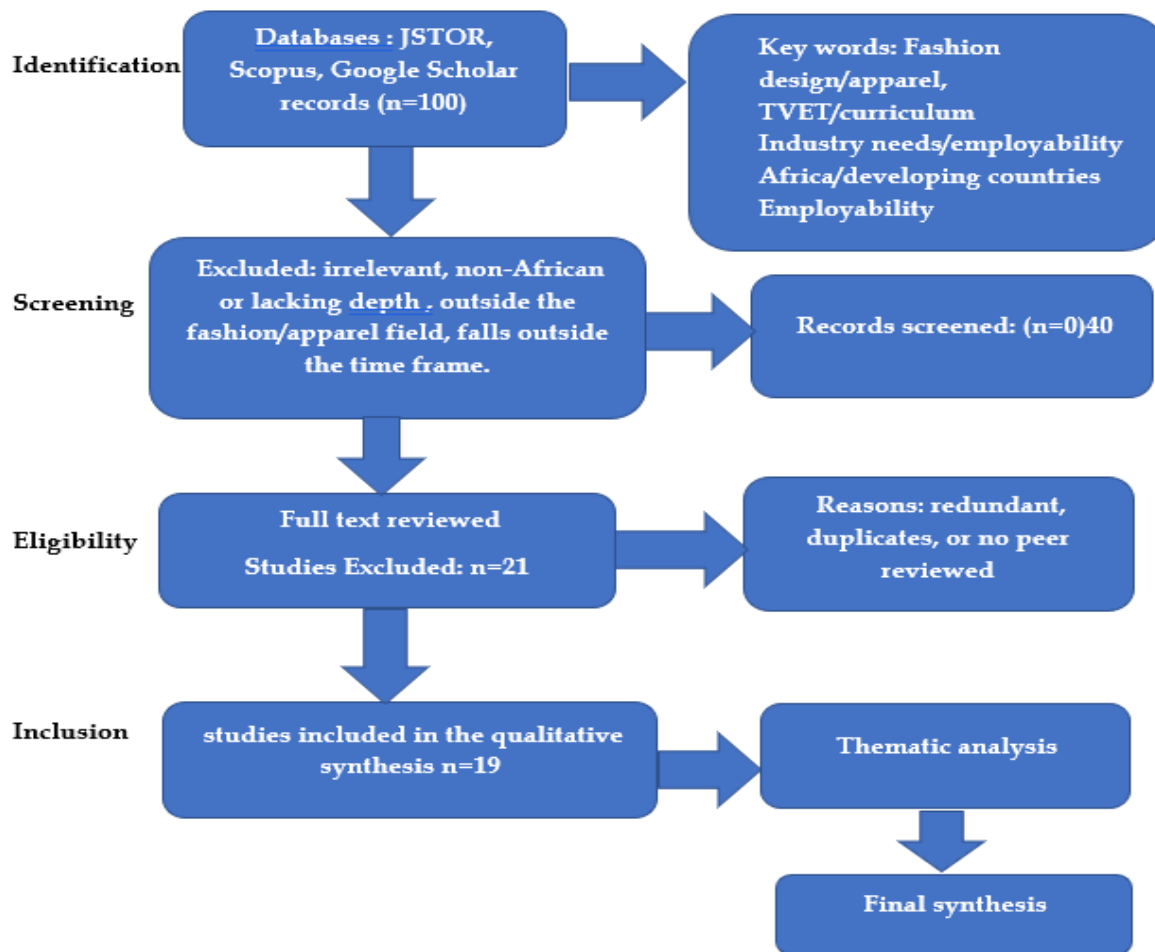 Identification
Databases : JSTOR,
Scopus, Google Scholar
records (n=100)
Key words: Fashion
design/apparel,
TVET/curriculum
Industry needs/employability
Africa/developing countries
Employability
Screening
Excluded: irrelevant, non-African
or lacking depth , outside the
fashion/apparel field, falls outside
the time frame.
Records screened: (n=0)40
Eligibility
Full text reviewed
Studies Excluded: n=21
Reasons: redundant,
duplicates, or no peer
reviewed
Inclusion
studies included in the qualitative
synthesis n=19
Thematic analysis
Final synthesis